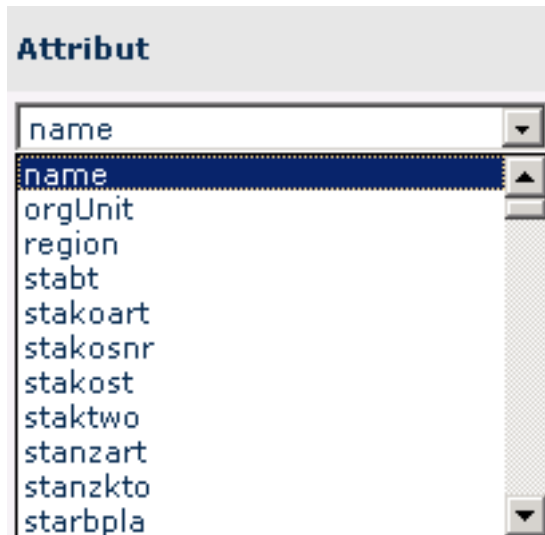 Attribut
name
name
orgUnit
region
stabt
stakoart
stakosnr
stakost
staktwo
stanzart
stanzkto
starbpla